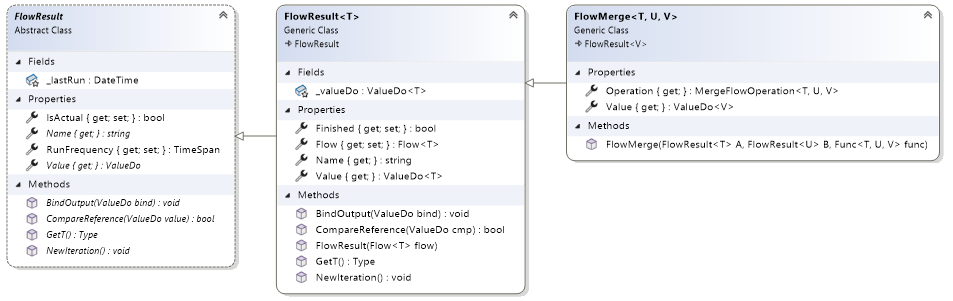 FlowResult
Abstract Class
Fields
_lastRun : DateTime
Properties
IsActual { get; set; } : bool
Name { get; } : string
RunFrequency { get; set; } : TimeSpan
Value { get; } : ValueDo
Methods
BindOutput(ValueDo bind) : void
CompareReference(ValueDo value) : bool
GetT() : Type
NewIteration() : void
FlowResult<T>
Generic Class
FlowResult
Fields
_valueDo : ValueDo<T>
Properties
Finished { get; set; } : bool
Flow { get; set; } : Flow<T>
Name { get; } : string
Value { get; } : ValueDo<T>
Methods
BindOutput(ValueDo bind) : void
CompareReference(ValueDo cmp) : bool
FlowResult(Flow<T> flow)
GetT() : Type
NewIteration() : void
FlowMerge<T, U, V>
Generic Class
FlowResult<V>
Properties
Operation { get; } : MergeFlowOperation<T, U, V>
Value { get; } : ValueDo<V>
Methods
FlowMerge(FlowResult<T> A, FlowResult<U> B, Func<T, U, V> func)